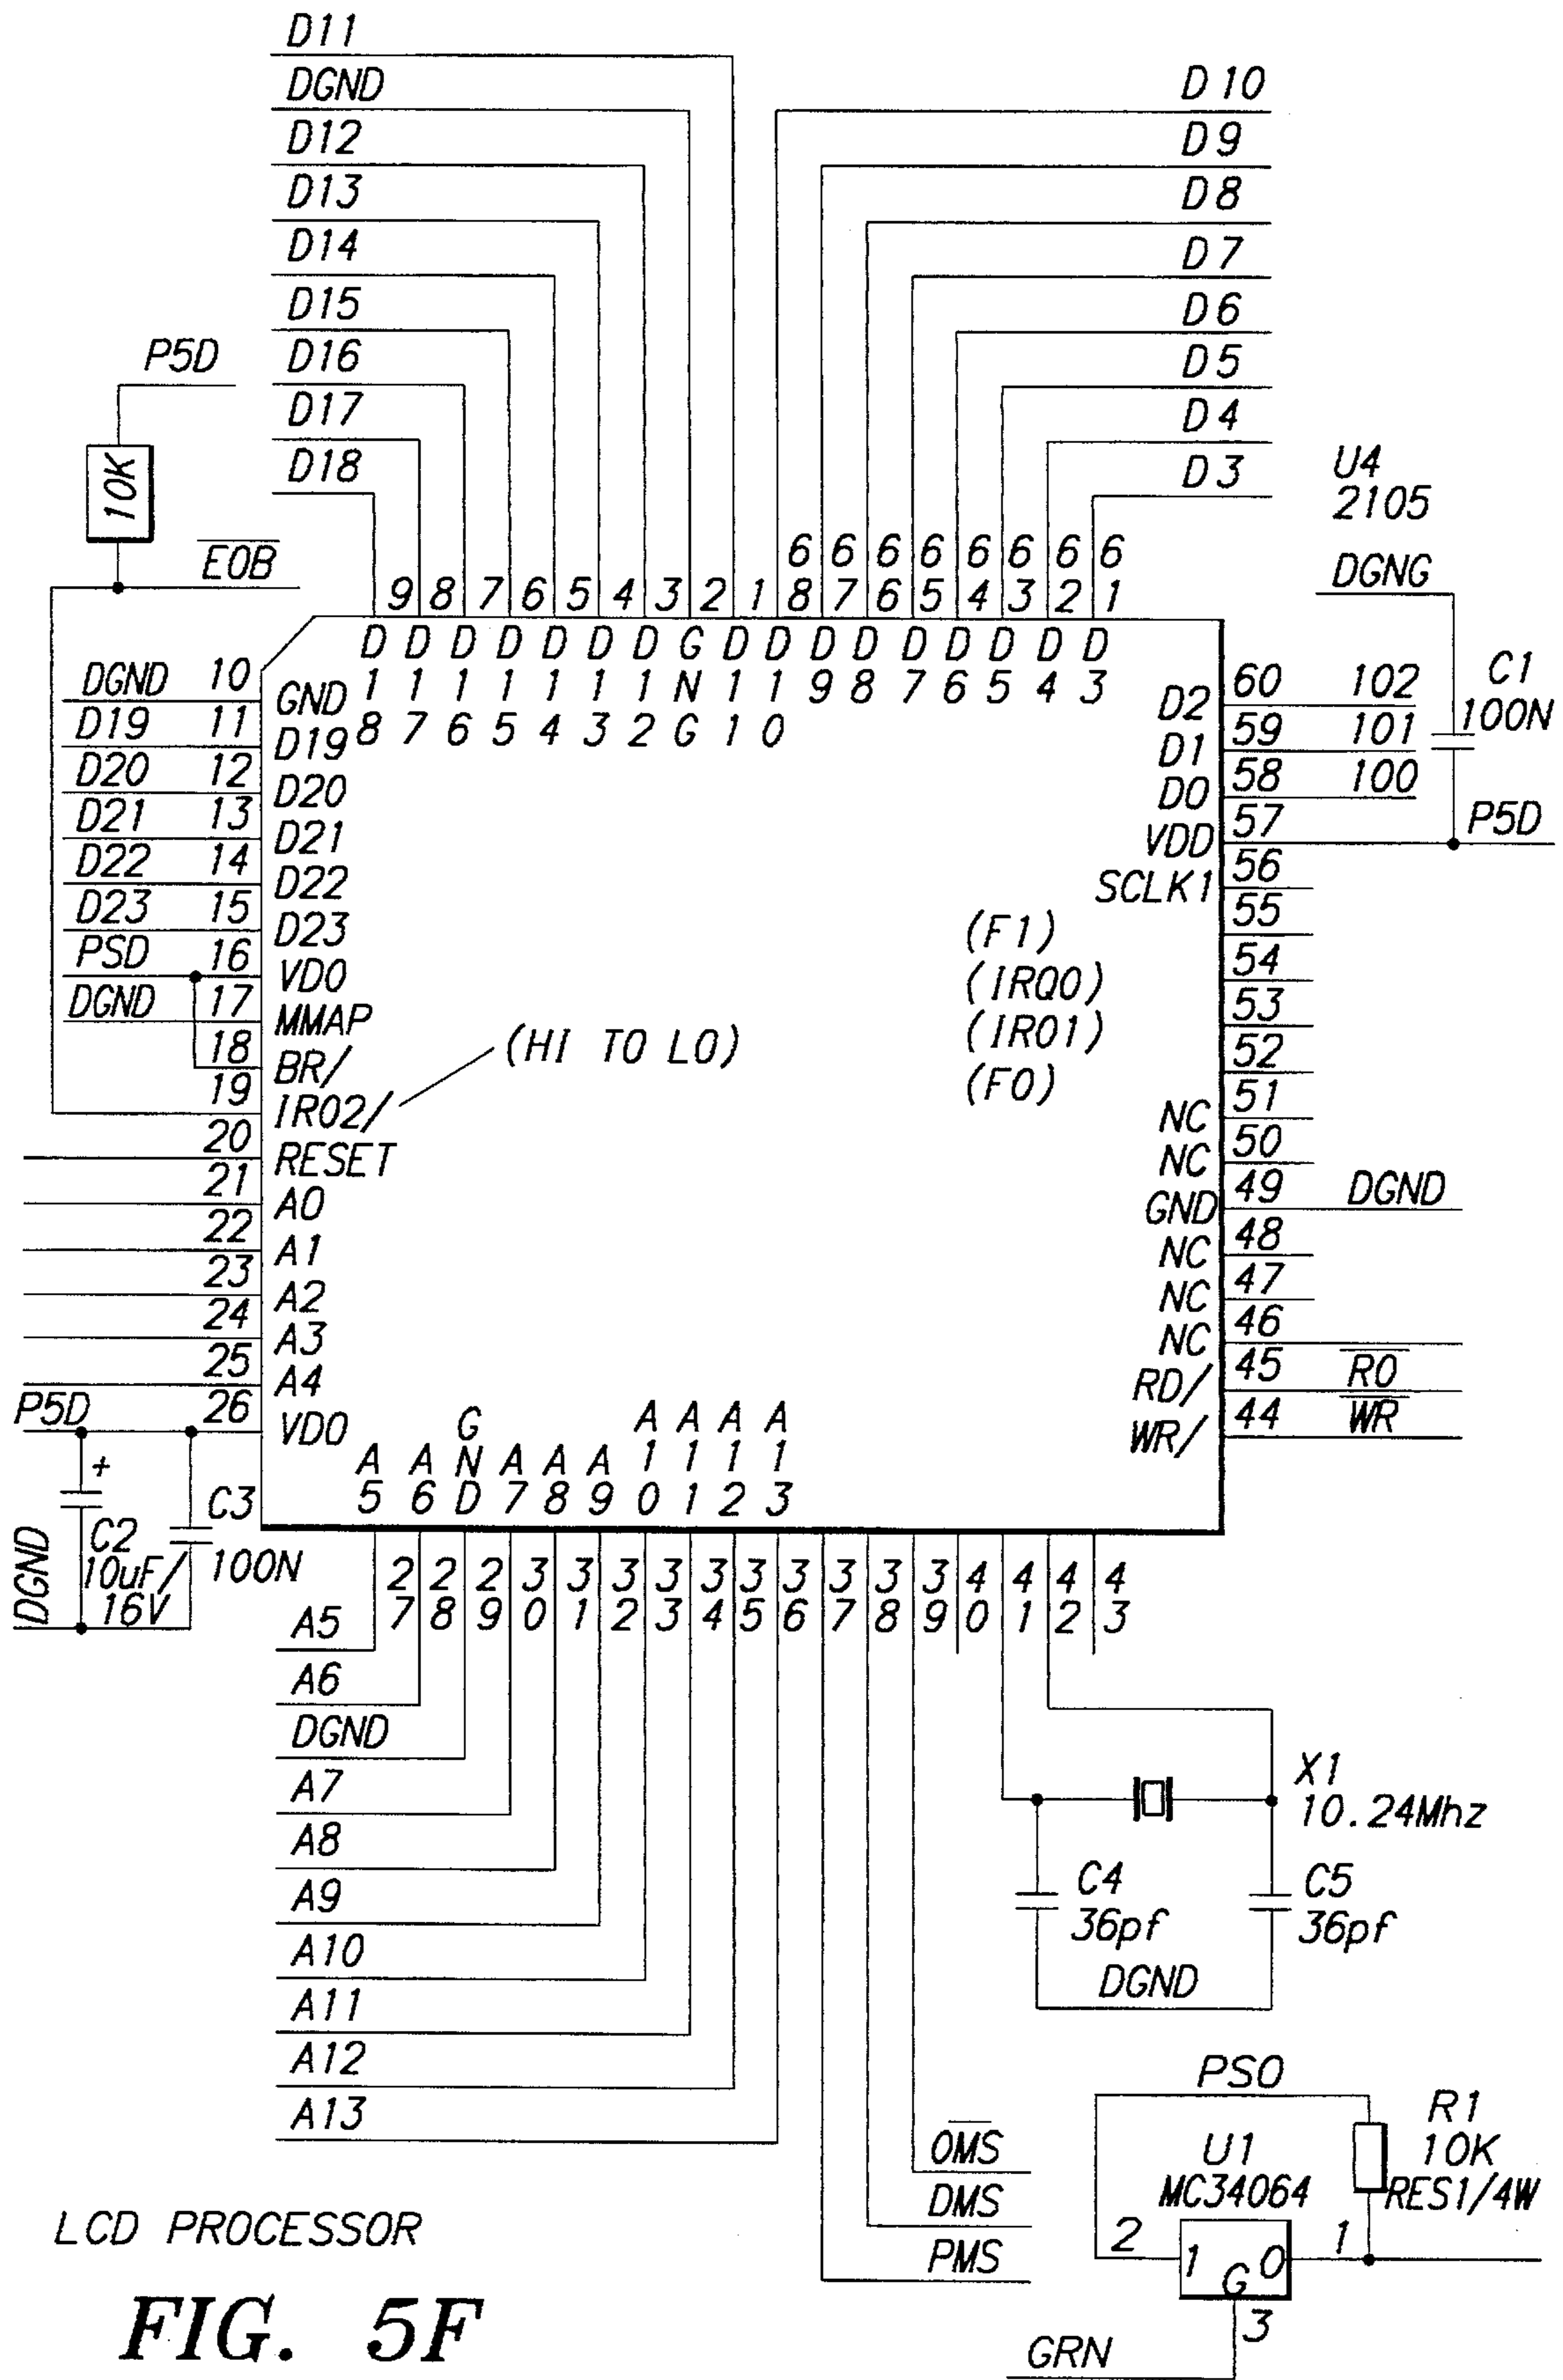 D11
DGND
D12
D13
D14
D15
D16
D17
D18
D 10
D 9
D 8
D 7
D 6
D 5
D 4
D 3
P5D
10K
EOB
U4
2105
DGNG
C1
100N
P5D
9 8 7 6 5 4 3 2 1 68 67 66 65 64 63 62 61
D18 D17 D16 D15 D14 D13 D12 GNG D11 D10 D9 D8 D7 D6 D5 D4 D3
DGND 10 GND
D19 11 D19
D20 12 D20
D21 13 D21
D22 14 D22
D23 15 D23
PSD 16 VDO
DGND 17 MMAP
18 BR/
19 IRO2/
(HI TO LO)
20 RESET
21 A0
22 A1
23 A2
24 A3
25 A4
P5D 26 VDO
D2 60 102
D1 59 101
D0 58 100
VDD 57
SCLK1 56
(F1) 55
(IRQ0) 54
(IRO1) 53
(FO) 52
NC 51
NC 50
GND 49 DGND
NC 48
NC 47
NC 46
RD/ 45 RO
WR/ 44 WR
A5 A6 GND A7 A8 A9 A10 A11 A12 A13
27 28 29 30 31 32 33 34 35 36 37 38 39 40 41 42 43
+
C2
10uF/
16V
C3
100N
DGND
A5
A6
DGND
A7
A8
A9
A10
A11
A12
A13
X1
10.24Mhz
C4
36pf
C5
36pf
DGND
OMS
DMS
PMS
PSO
R1
10K
RES1/4W
U1
MC34064
2 1 G O 1
3
GRN
LCD PROCESSOR
FIG. 5F